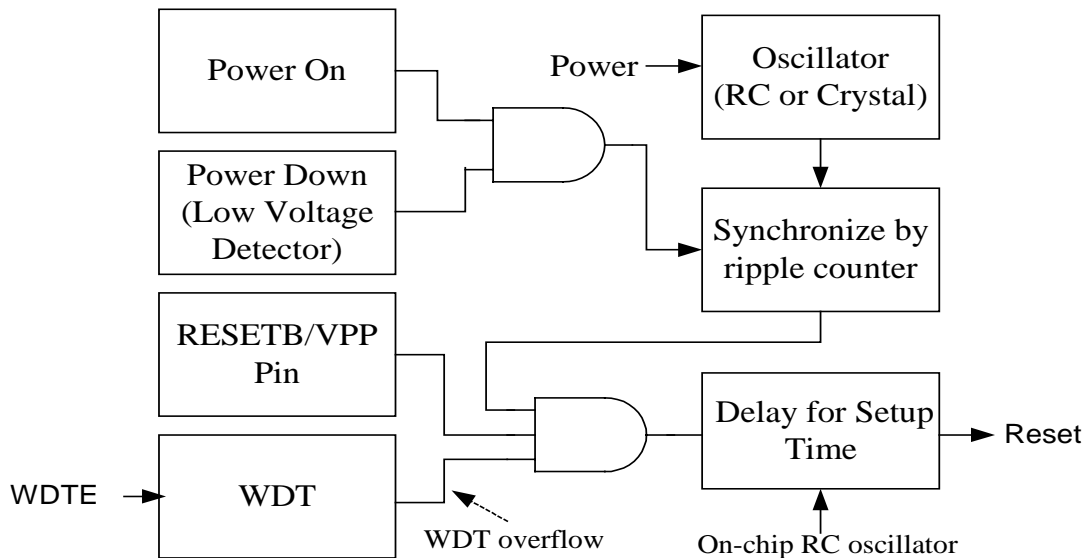 Power On
Power
Oscillator
(RC or Crystal)
Power Down
(Low Voltage
Detector)
Synchronize by
ripple counter
RESETB/VPP
Pin
Delay for Setup
Time
Reset
WDTE
WDT
WDT overflow
On-chip RC oscillator